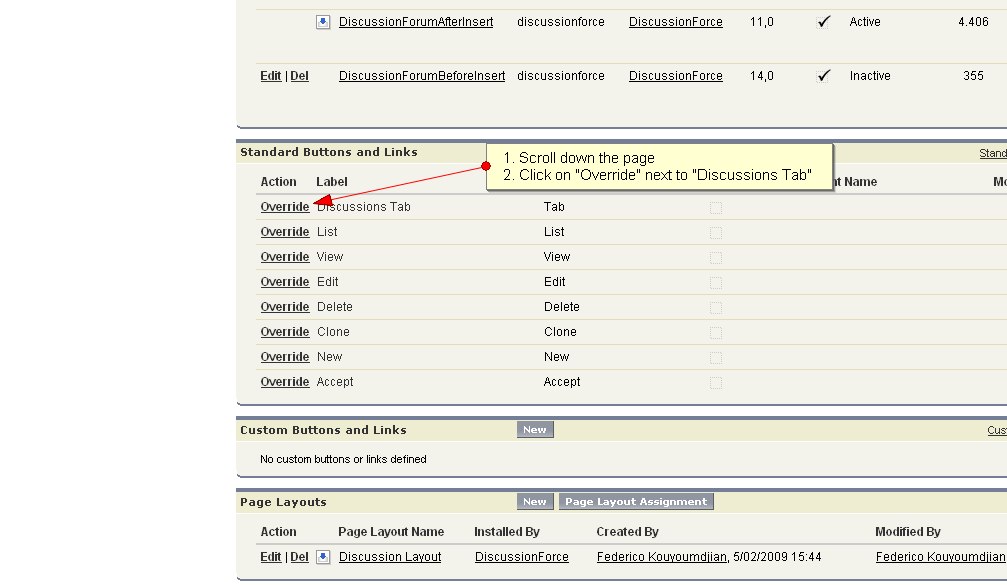 DiscussionForumAfterInsert discussionforce DiscussionForce 11,0 Active 4.406
Edit | Del DiscussionForumBeforeInsert discussionforce DiscussionForce 14,0 Inactive 355
Standard Buttons and Links
1. Scroll down the page
2. Click on "Override" next to "Discussions Tab"
Action Label Name
Override Discussions Tab Tab
Override List List
Override View View
Override Edit Edit
Override Delete Delete
Override Clone Clone
Override New New
Override Accept Accept
Custom Buttons and Links New
No custom buttons or links defined
Page Layouts New Page Layout Assignment
Action Page Layout Name Installed By Created By Modified By
Edit | Del Discussion Layout DiscussionForce Federico Kouyoumdjian, 5/02/2009 15:44 Federico Kouyoumdjian